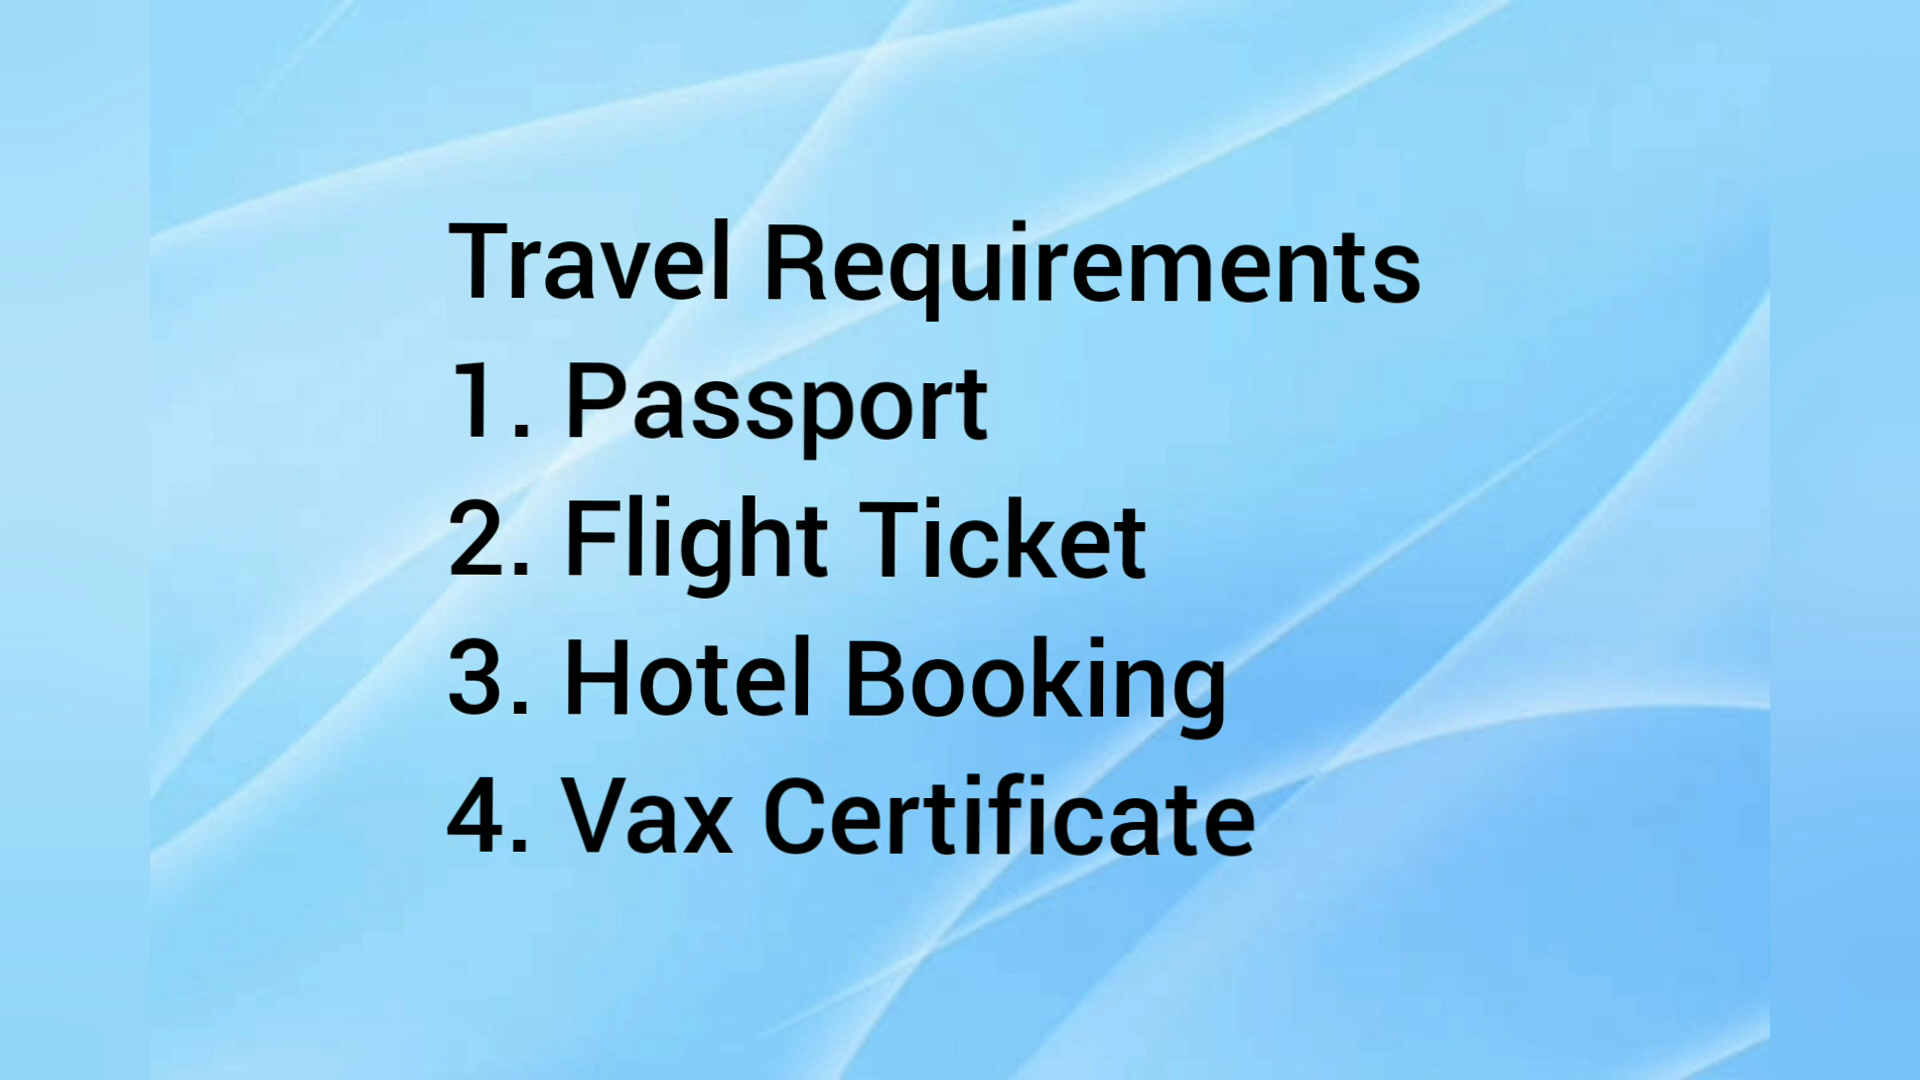 Travel Requirements
1. Passport
2. Flight Ticket
3. Hotel Booking
4. Vax Certificate